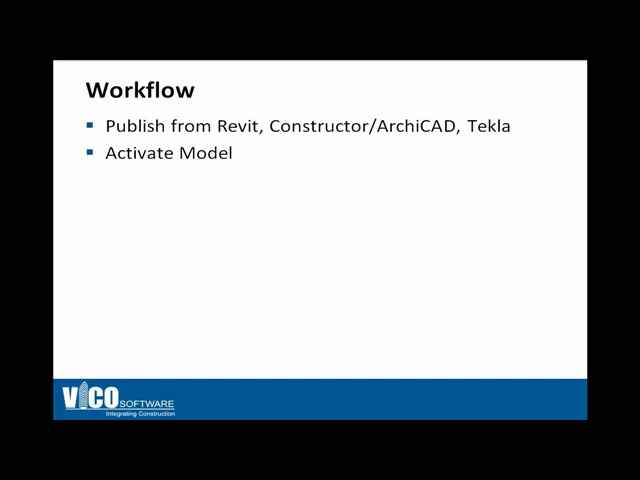 Workflow
Publish from Revit, Constructor/ArchiCAD, Tekla
Activate Model
VICO SOFTWARE
Integrating Construction